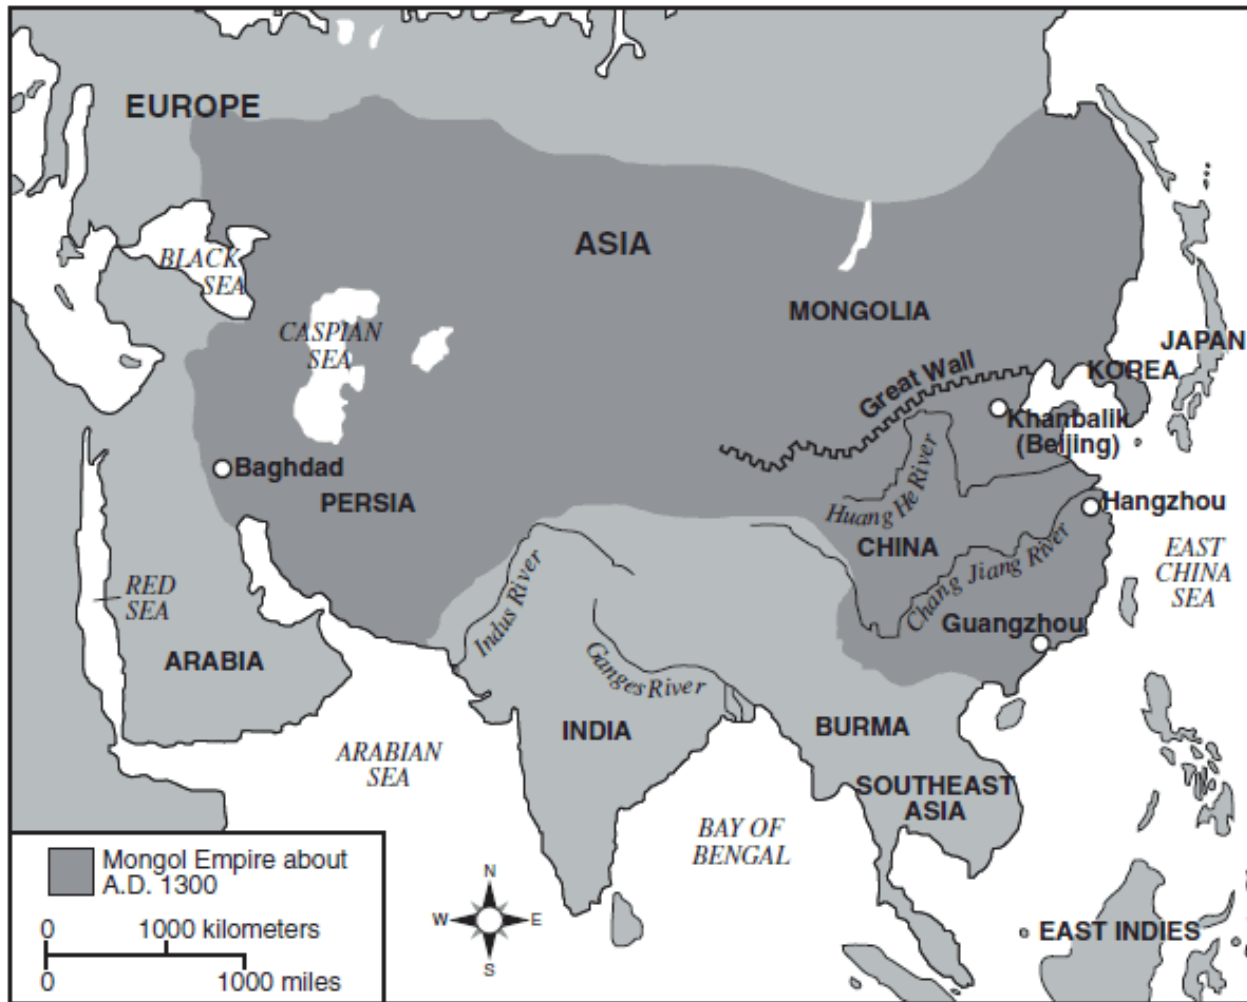 EUROPE
ASIA
BLACK
SEA
CASPIAN
SEA
MONGOLIA
JAPAN
KOREA
Great Wall
Khanbalik
(Beijing)
Baghdad
PERSIA
Huang He River
Hangzhou
CHINA
EAST
CHINA
SEA
Chang Jiang River
Indus River
RED
SEA
Guangzhou
ARABIA
Ganges River
INDIA
BURMA
ARABIAN
SEA
SOUTHEAST
ASIA
BAY OF
BENGAL
Mongol Empire about
A.D. 1300
0 1000 kilometers
0 1000 miles
N
W E
S
EAST INDIES